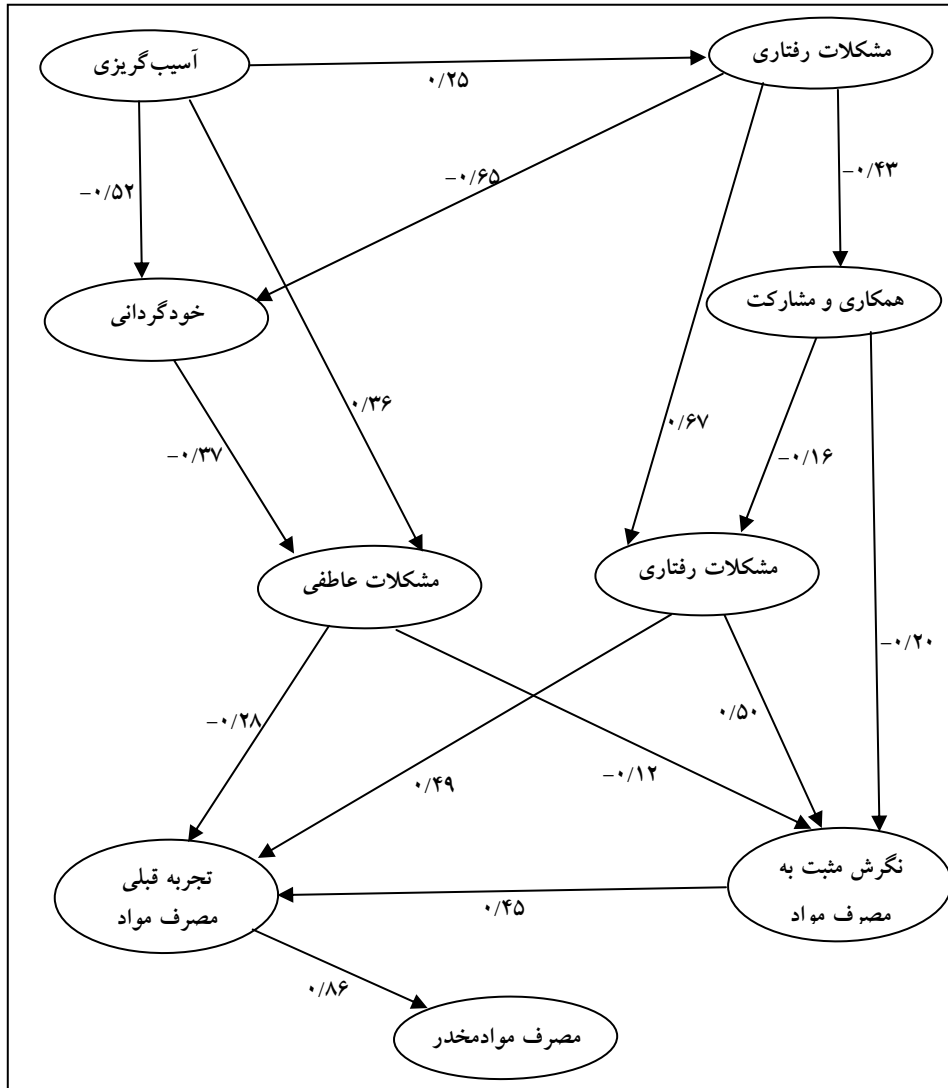 آسیب‌گریزی
مشکلات رفتاری
۰/۲۵
−۰/۵۲
−۰/۶۵
−۰/۴۳
خودگردانی
همکاری و مشارکت
۰/۳۶
۰/۶۷
−۰/۳۷
−۰/۱۶
مشکلات عاطفی
مشکلات رفتاری
−۰/۲۰
−۰/۲۸
۰/۵۰
۰/۴۹
−۰/۱۲
تجربه قبلی
مصرف مواد
نگرش مثبت به
مصرف مواد
۰/۴۵
۰/۸۶
مصرف موادمخدر